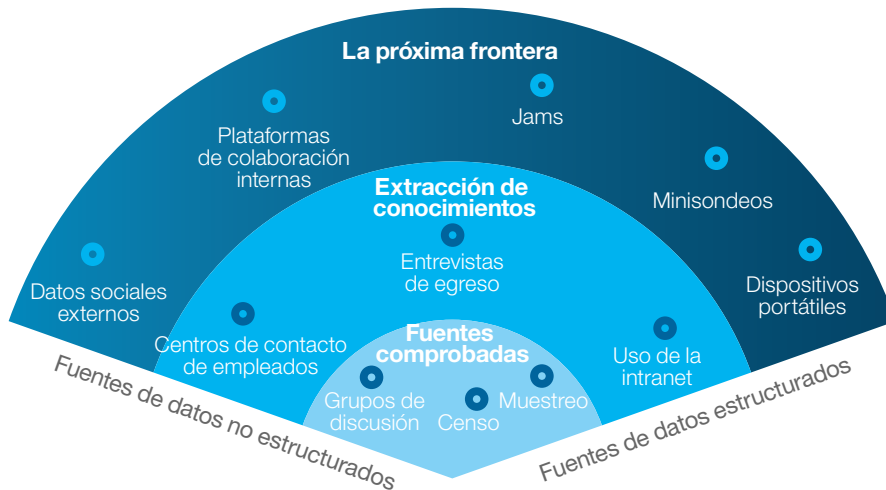 La próxima frontera
Jams
Plataformas
de colaboración
internas
Minisondeos
Extracción de
conocimientos
Entrevistas
de egreso
Datos sociales
externos
Dispositivos
portátiles
Centros de contacto
de empleados
Uso de la
intranet
Fuentes
comprobadas
Grupos de
discusión
Censo
Muestreo
Fuentes de datos no estructurados
Fuentes de datos estructurados